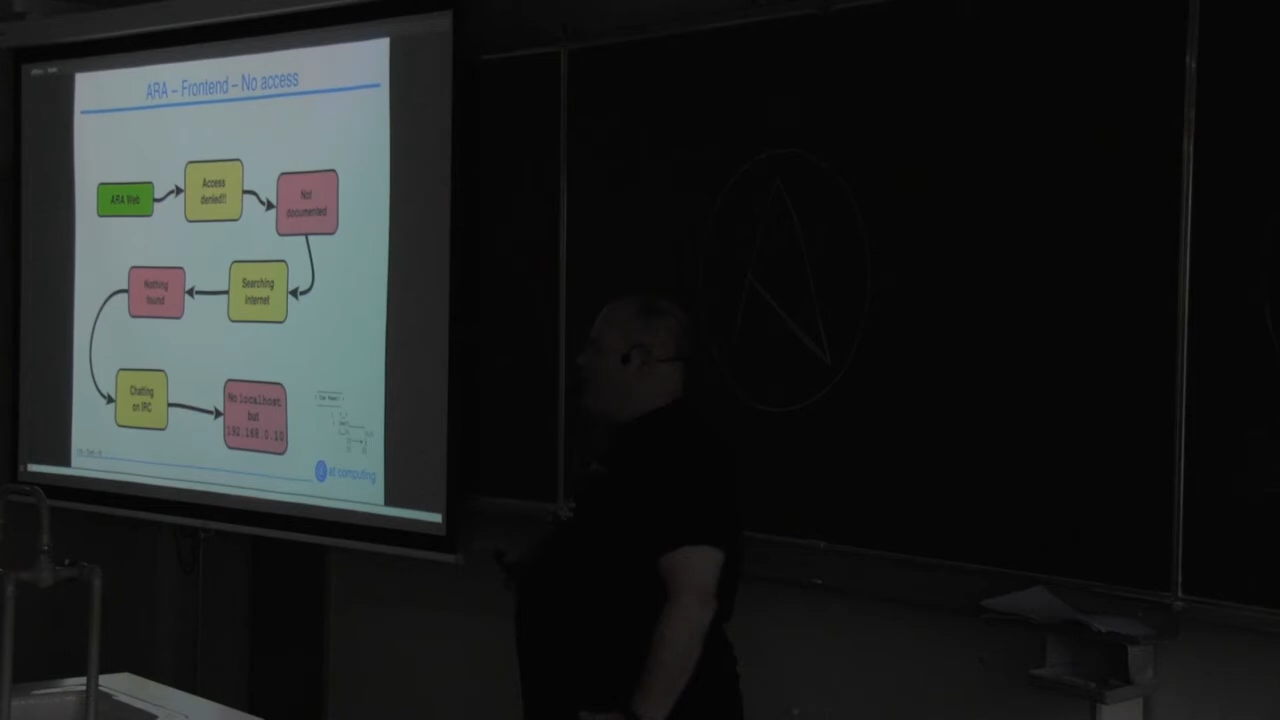 ARA – Frontend – No access
ARA Web
Access
denied!!
Not
documented
Searching
internet
Nothing
found
Chatting
on IRC
No localhost
but
192.168.0.10
at computing